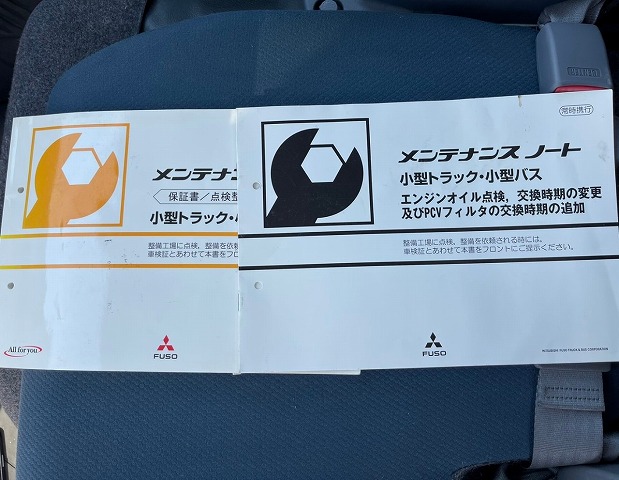 メンテナン
保証書／点検整
小型トラック・
整備工場に点検、整備を依頼され
車検証とあわせて本書をフロ
All for you
FUSO
常時携行
メンテナンス ノート
小型トラック・小型バス
エンジンオイル点検，交換時期の変更
及びPCVフィルタの交換時期の追加
整備工場に点検、整備を依頼される時には、
車検証とあわせて本書をフロントにご提示ください。
FUSO
MITSUBISHI FUSO TRUCK & BUS CORPORATION